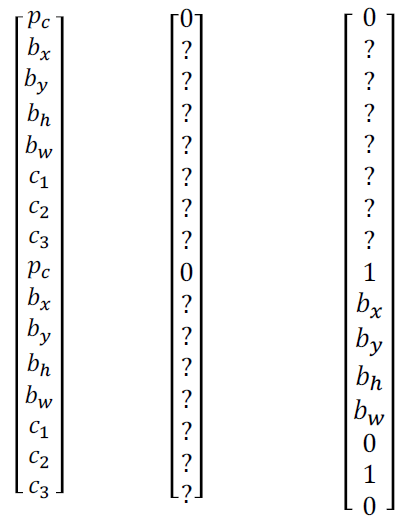 p_c 0 0
b_x ? ?
b_y ? ?
b_h ? ?
b_w ? ?
c_1 ? ?
c_2 ? ?
c_3 ? ?
p_c 0 1
b_x ? b_x
b_y ? b_y
b_h ? b_h
b_w ? b_w
c_1 ? 0
c_2 ? 1
c_3 ? 0